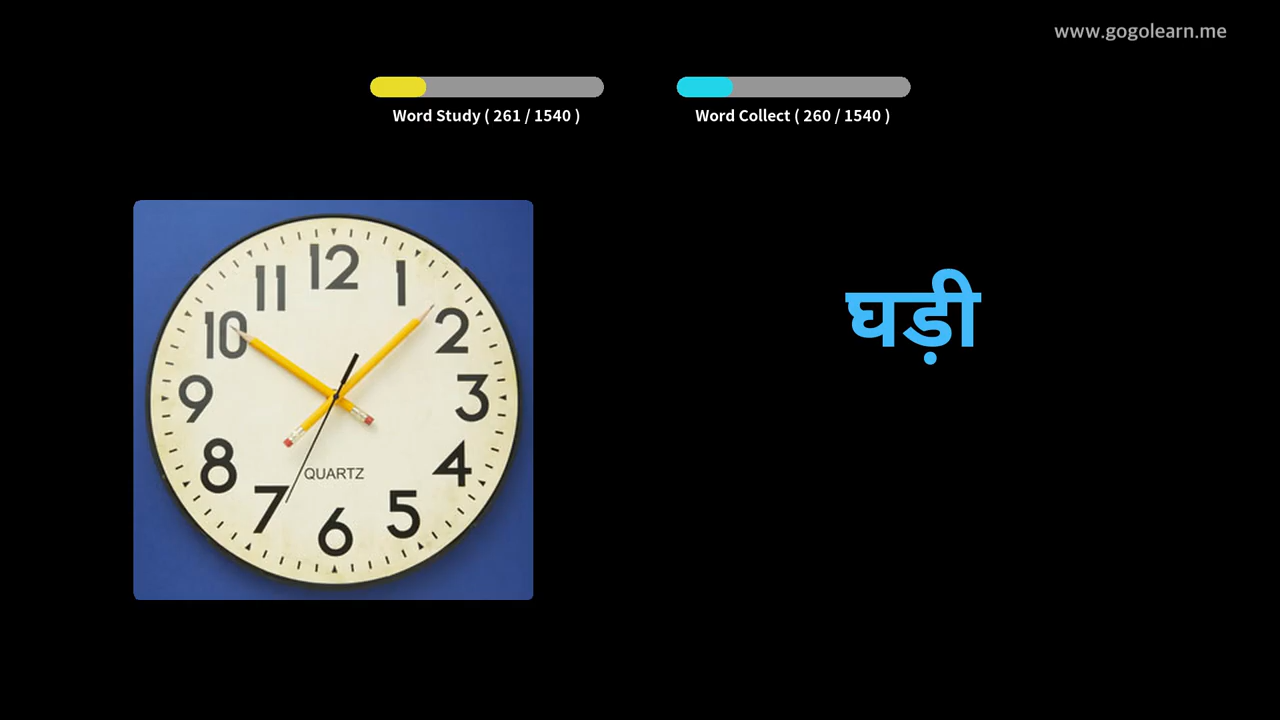 www.gogolearn.me
Word Study ( 261 / 1540 )
Word Collect ( 260 / 1540 )
12
11
1
10
2
9
3
8
4
7
5
6
QUARTZ
घड़ी